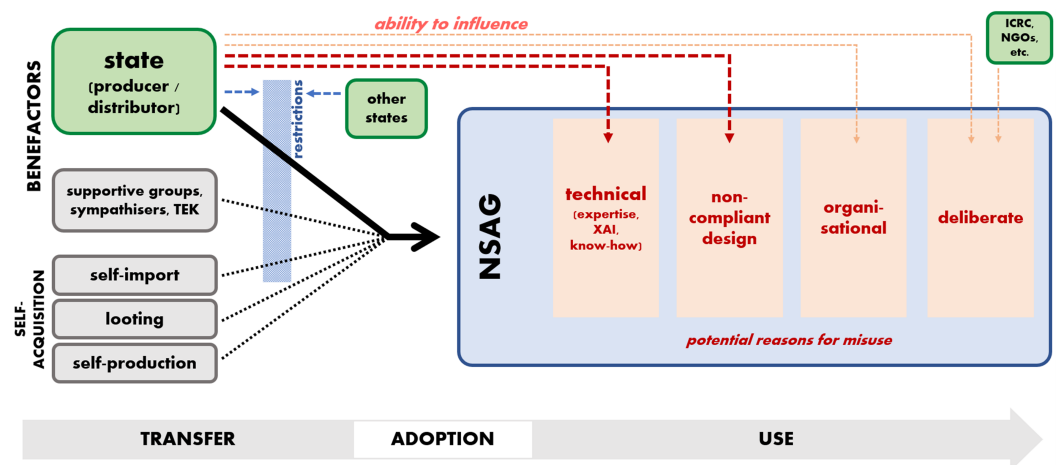 ability to influence
BENEFACTORS
state
(producer /
distributor)
restrictions
other
states
ICRC,
NGOs,
etc.
supportive groups,
sympathisers, TEK
SELF-
ACQUISITION
self-import
looting
self-production
NSAG
technical
(expertise,
XAI,
know-how)
non-
compliant
design
organi-
sational
deliberate
potential reasons for misuse
TRANSFER
ADOPTION
USE